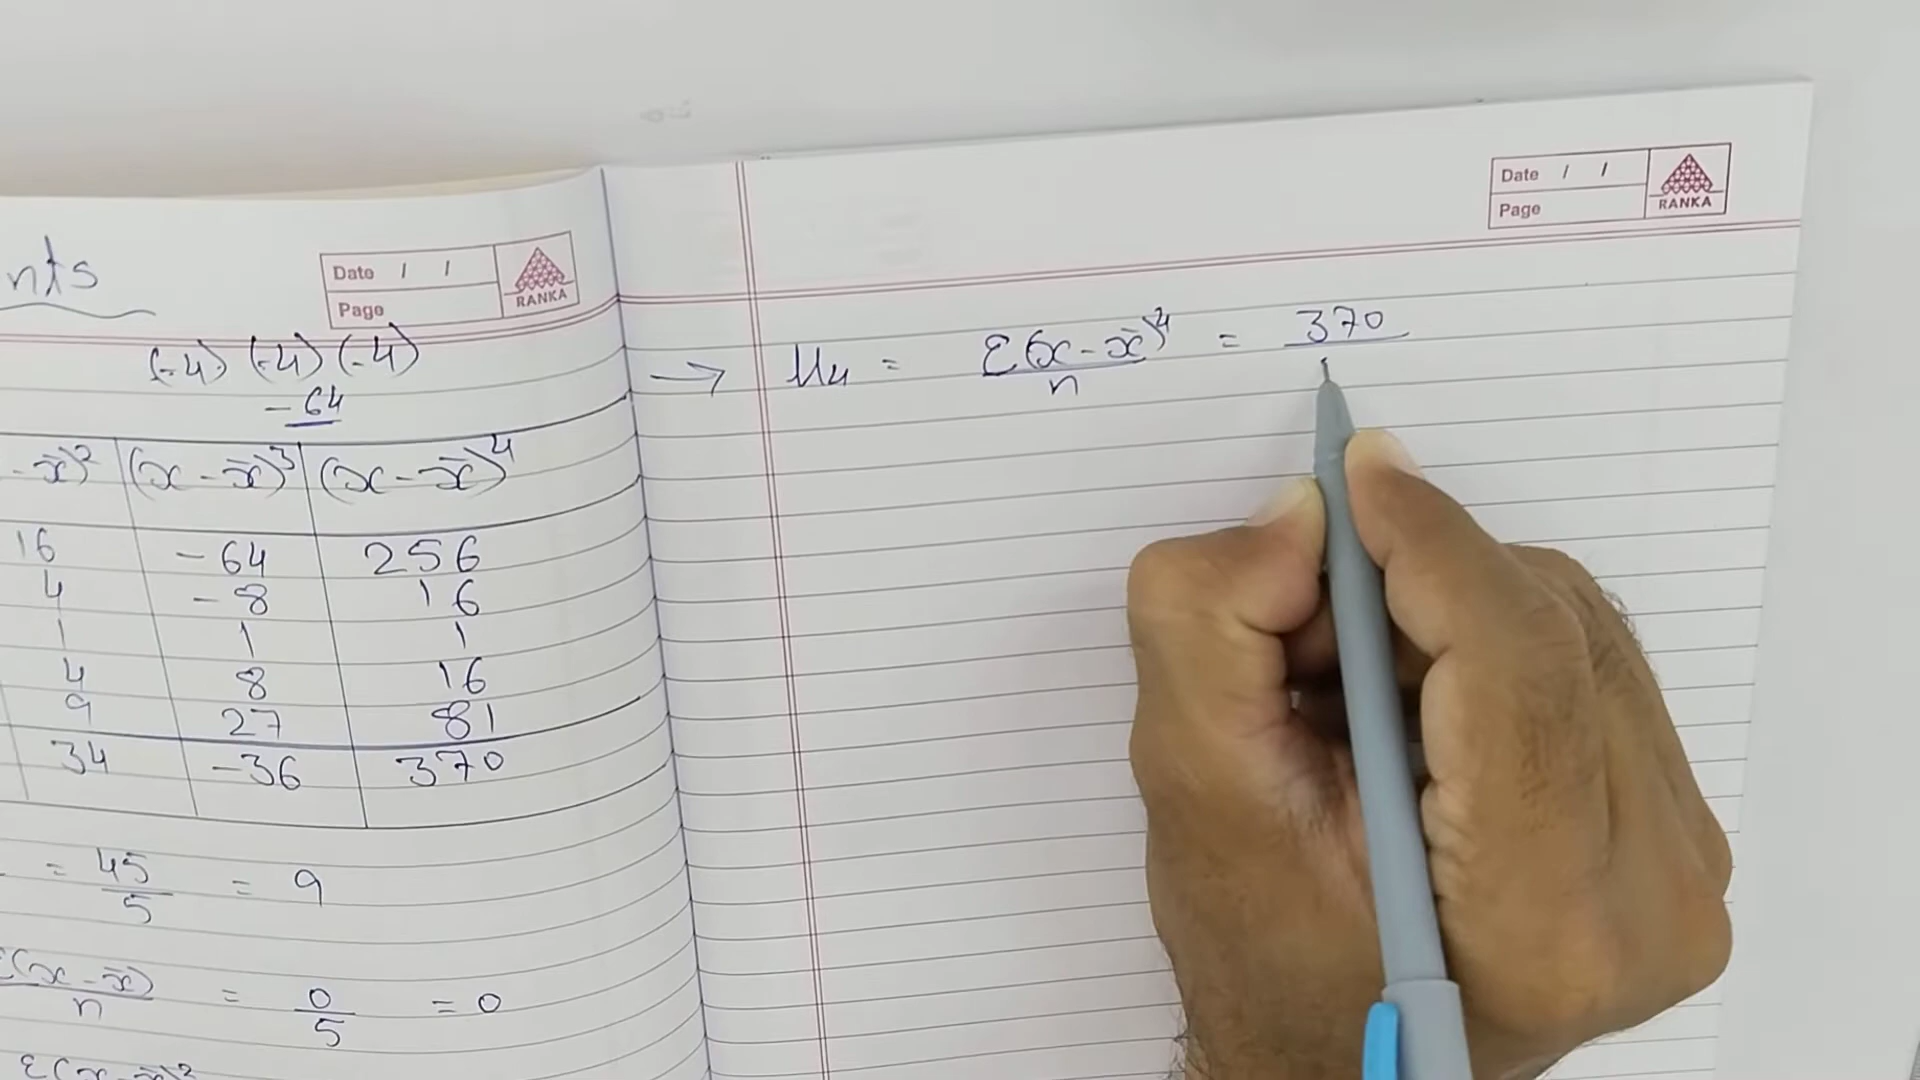 nts
Date / /
Page
RANKA
(-4) (-4) (-4)
-64
- x̄)² (x - x̄)³ (x - x̄)⁴
16 -64 256
4 -8 16
1 1 1
4 8 16
9 27 81
34 -36 370
= 45/5 = 9
Σ(x - x̄)/n = 0/5 = 0
Σ(x - x̄)²
Date / /
Page
RANKA
→ μ₄ = Σ(x - x̄)⁴/n = 370/